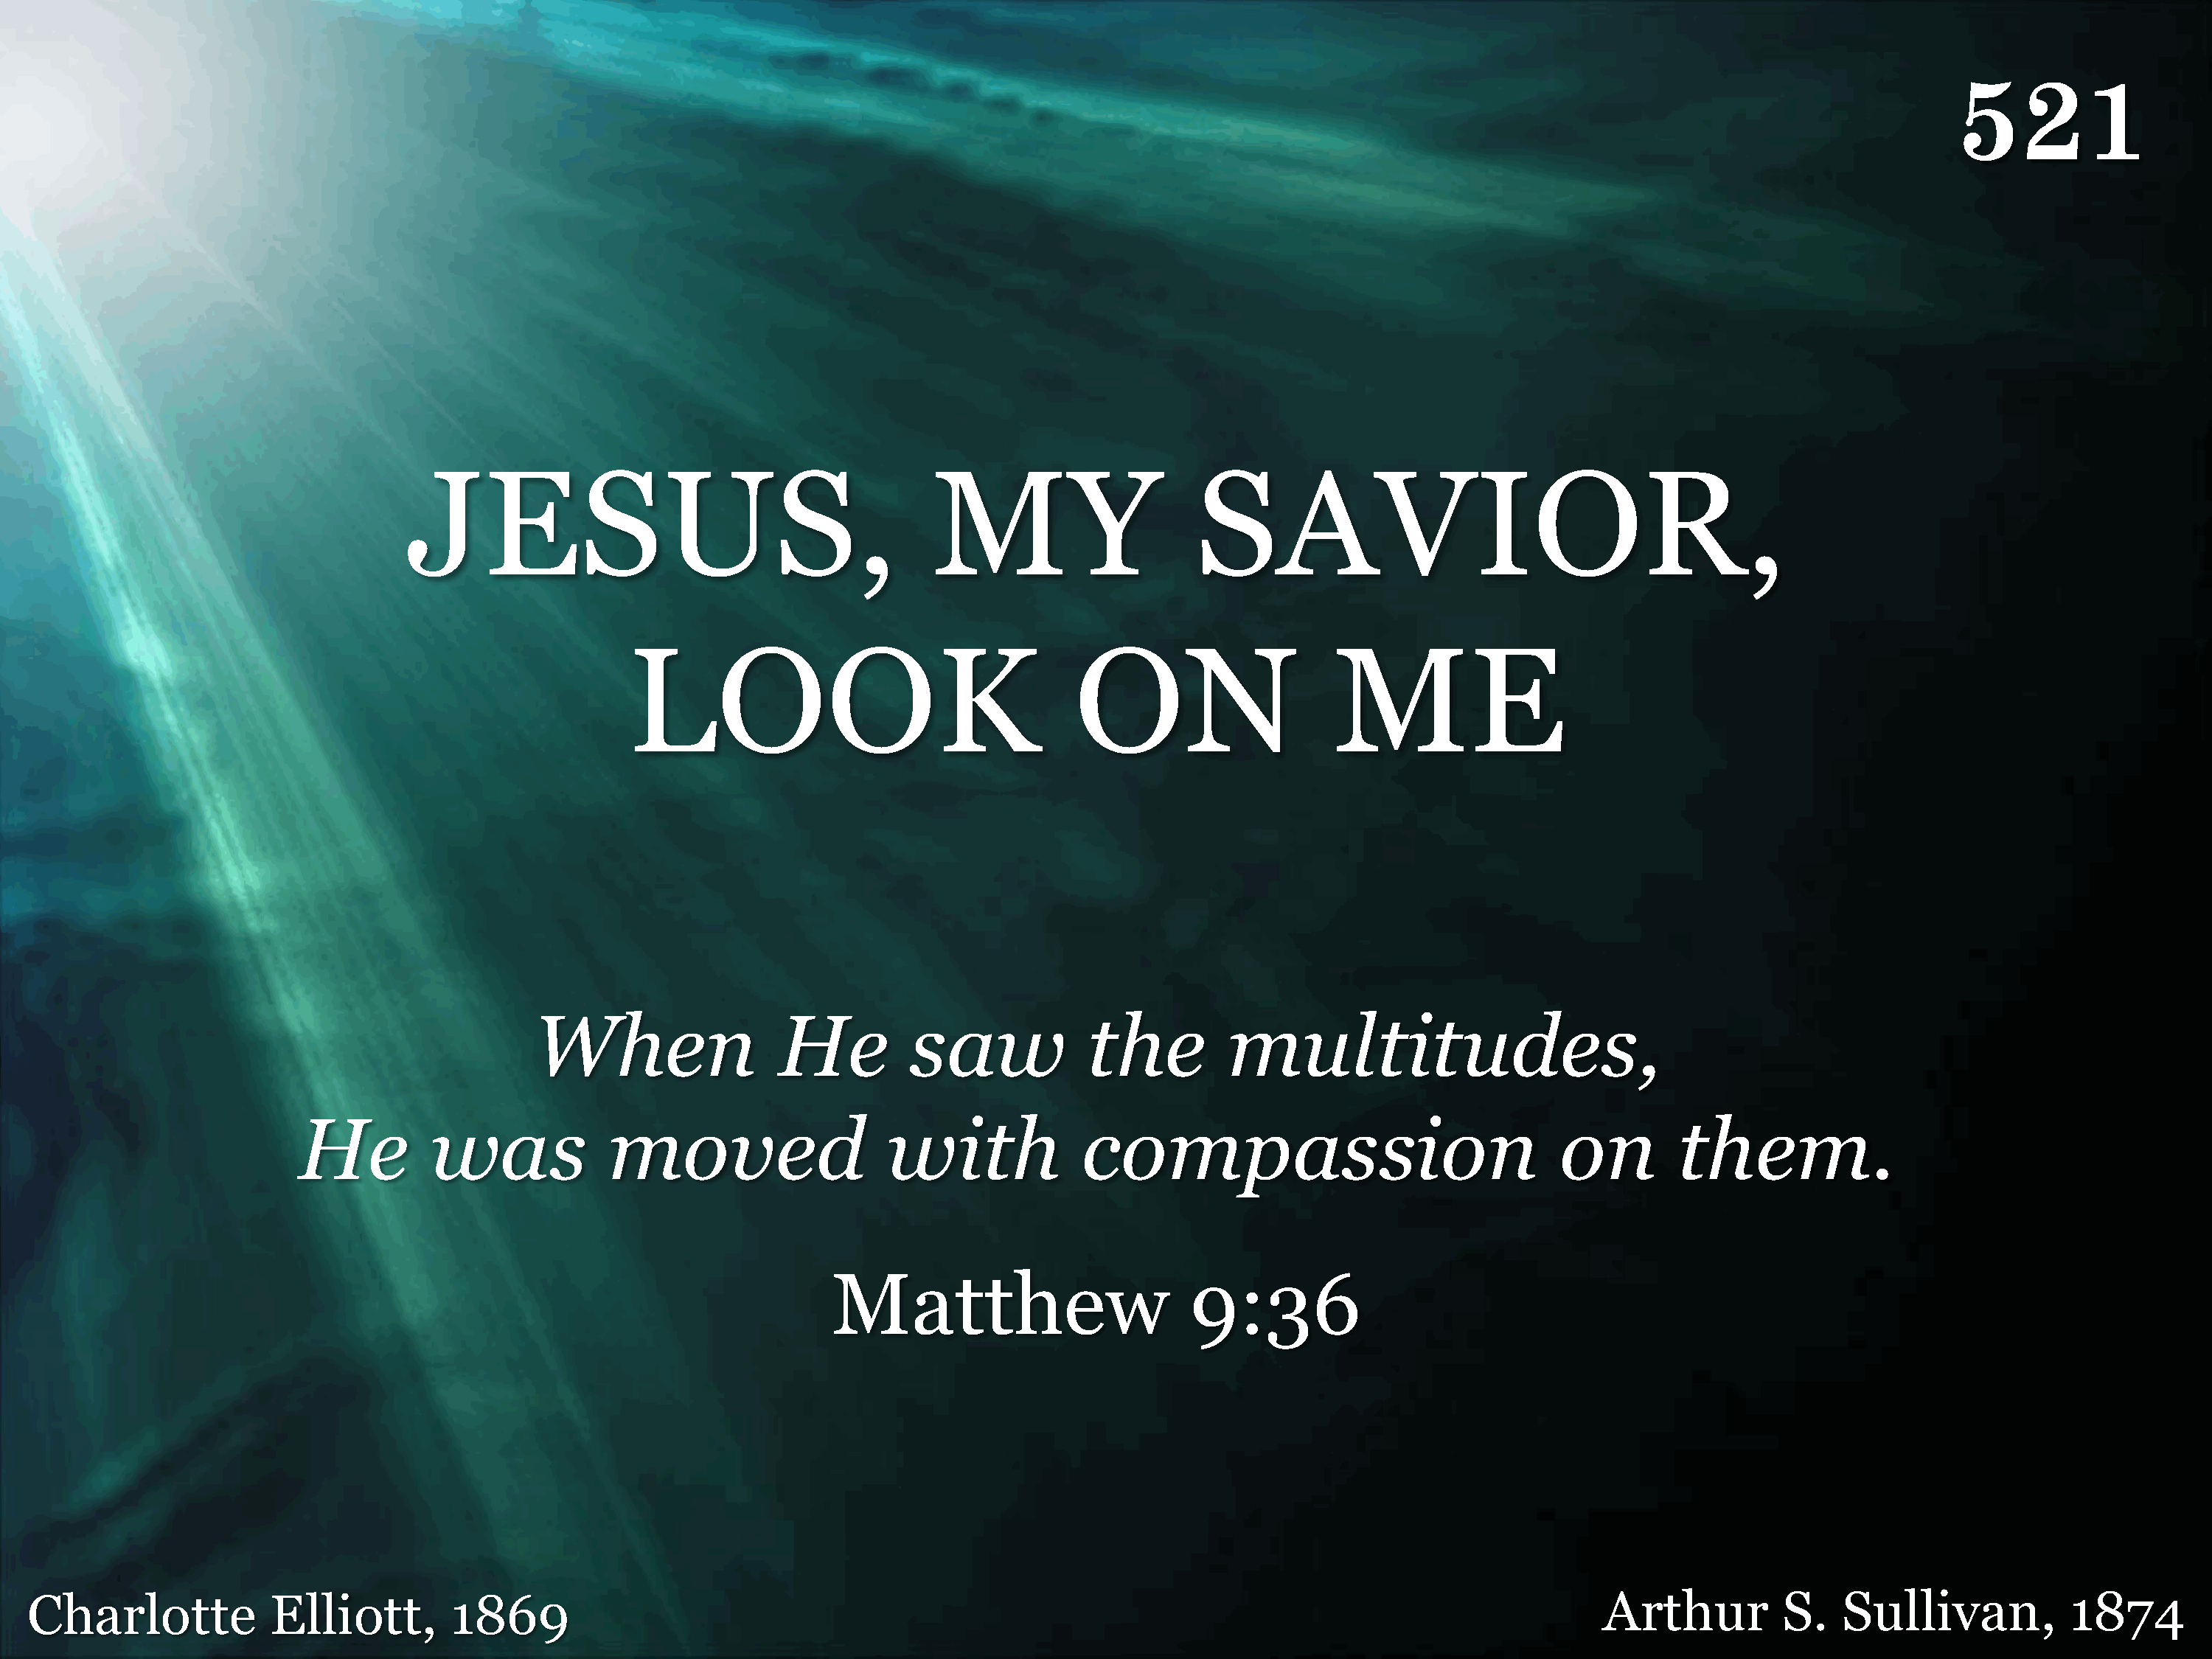 521
JESUS, MY SAVIOR,
LOOK ON ME
When He saw the multitudes,
He was moved with compassion on them.
Matthew 9:36
Charlotte Elliott, 1869
Arthur S. Sullivan, 1874